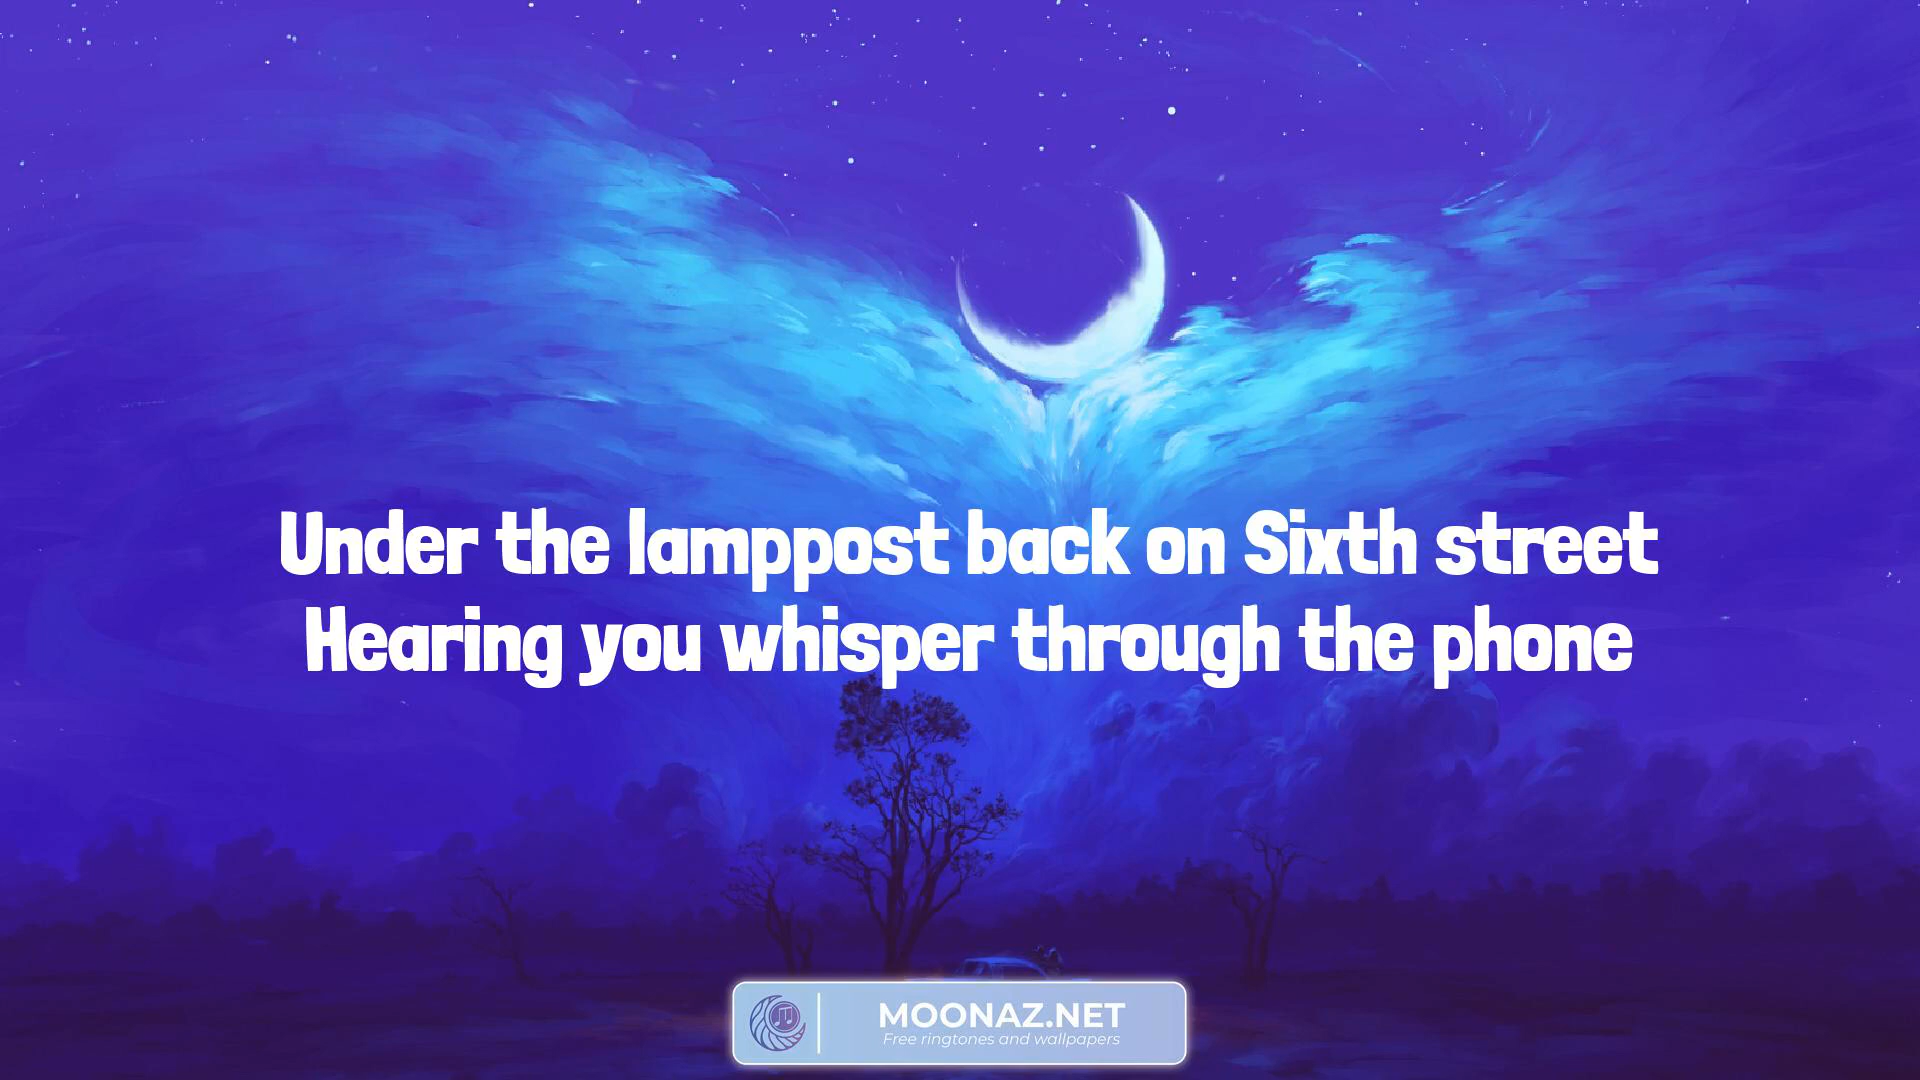 Under the lamppost back on Sixth street
Hearing you whisper through the phone
MOONAZ.NET
Free ringtones and wallpapers